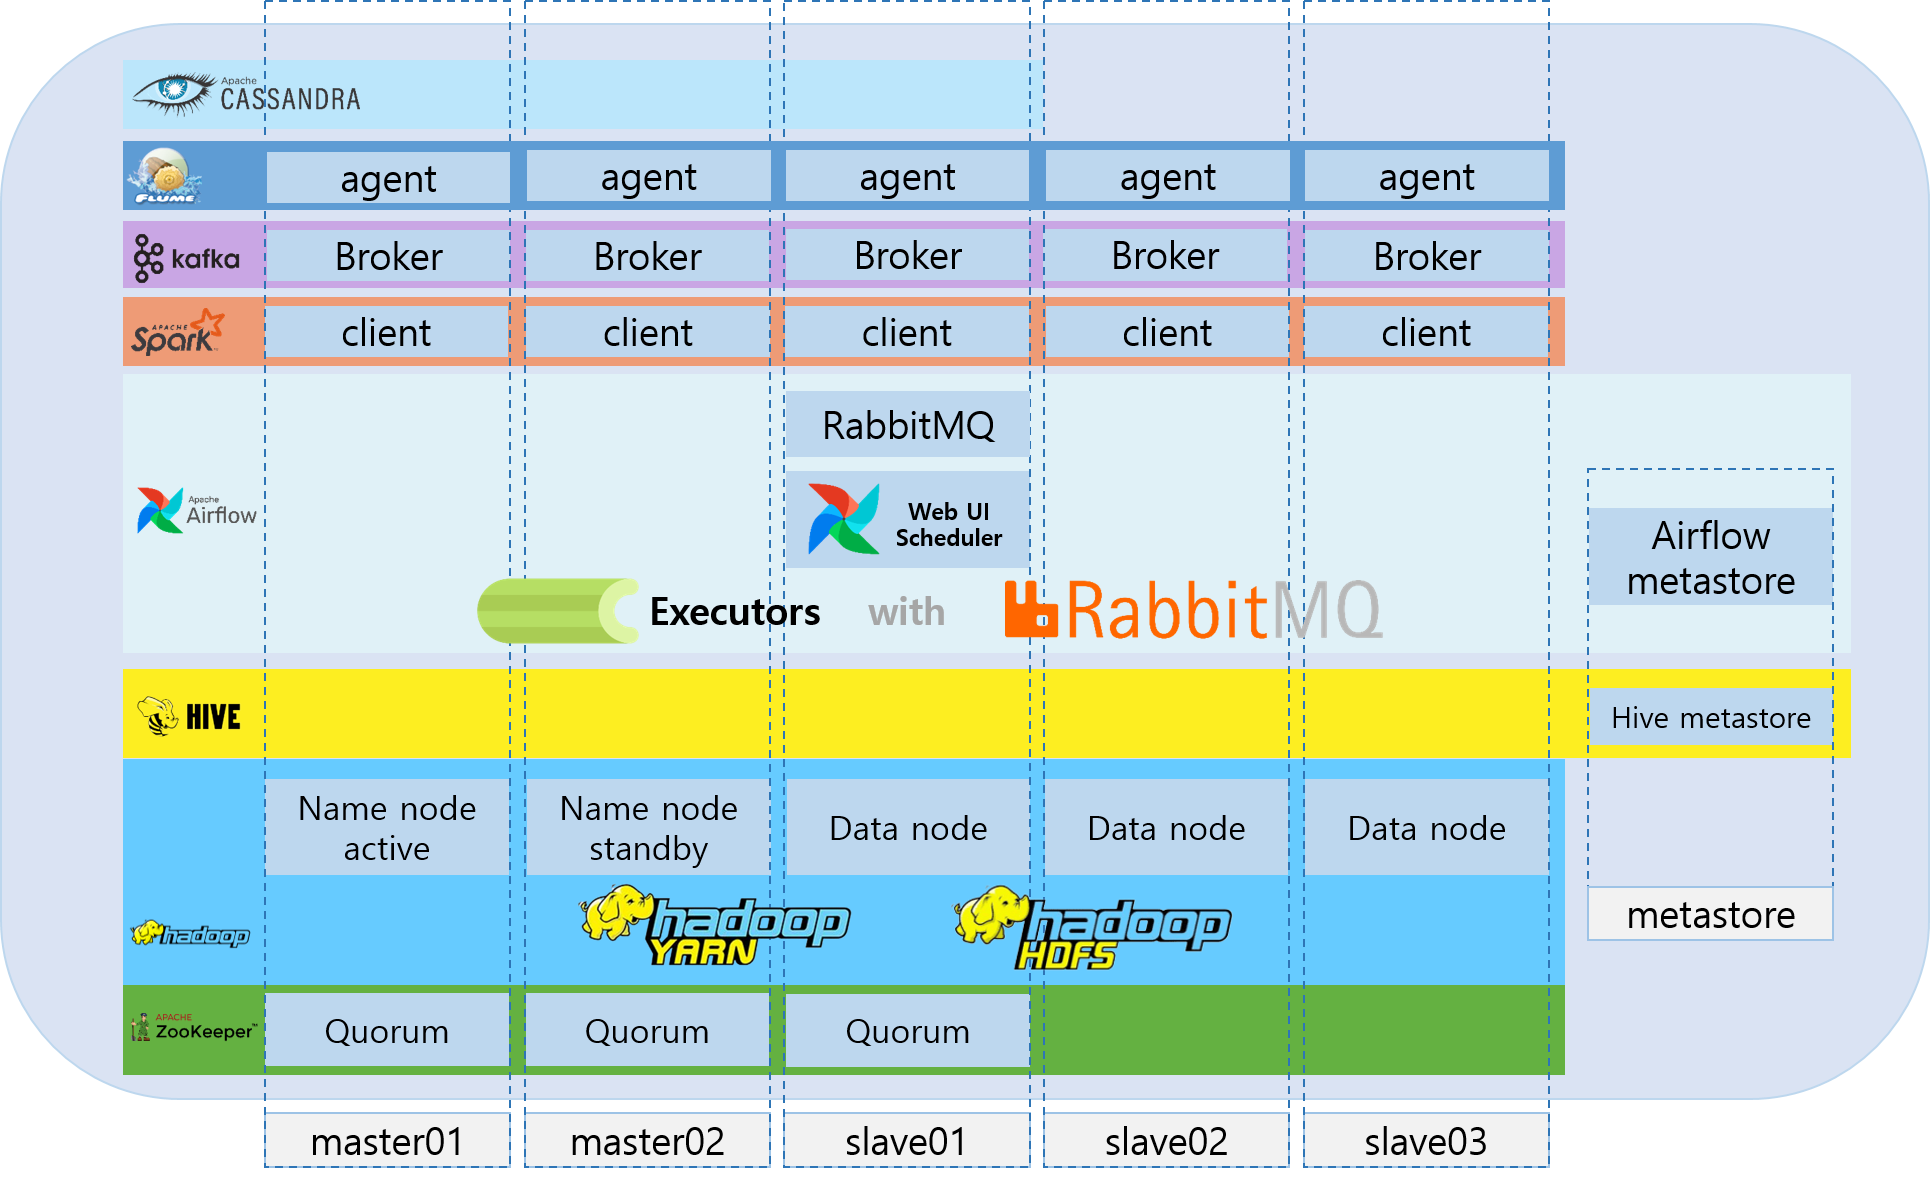 Apache
CASSANDRA
FLUME
agent
agent
agent
agent
agent
kafka
Broker
Broker
Broker
Broker
Broker
APACHE
Spark™
client
client
client
client
client
Apache
Airflow
RabbitMQ
Web UI
Scheduler
Executors with RabbitMQ
Airflow
metastore
HIVE
Hive metastore
hadoop
Name node
active
Name node
standby
Data node
Data node
Data node
hadoop
YARN
hadoop
HDFS
metastore
APACHE
ZooKeeper™
Quorum
Quorum
Quorum
master01
master02
slave01
slave02
slave03